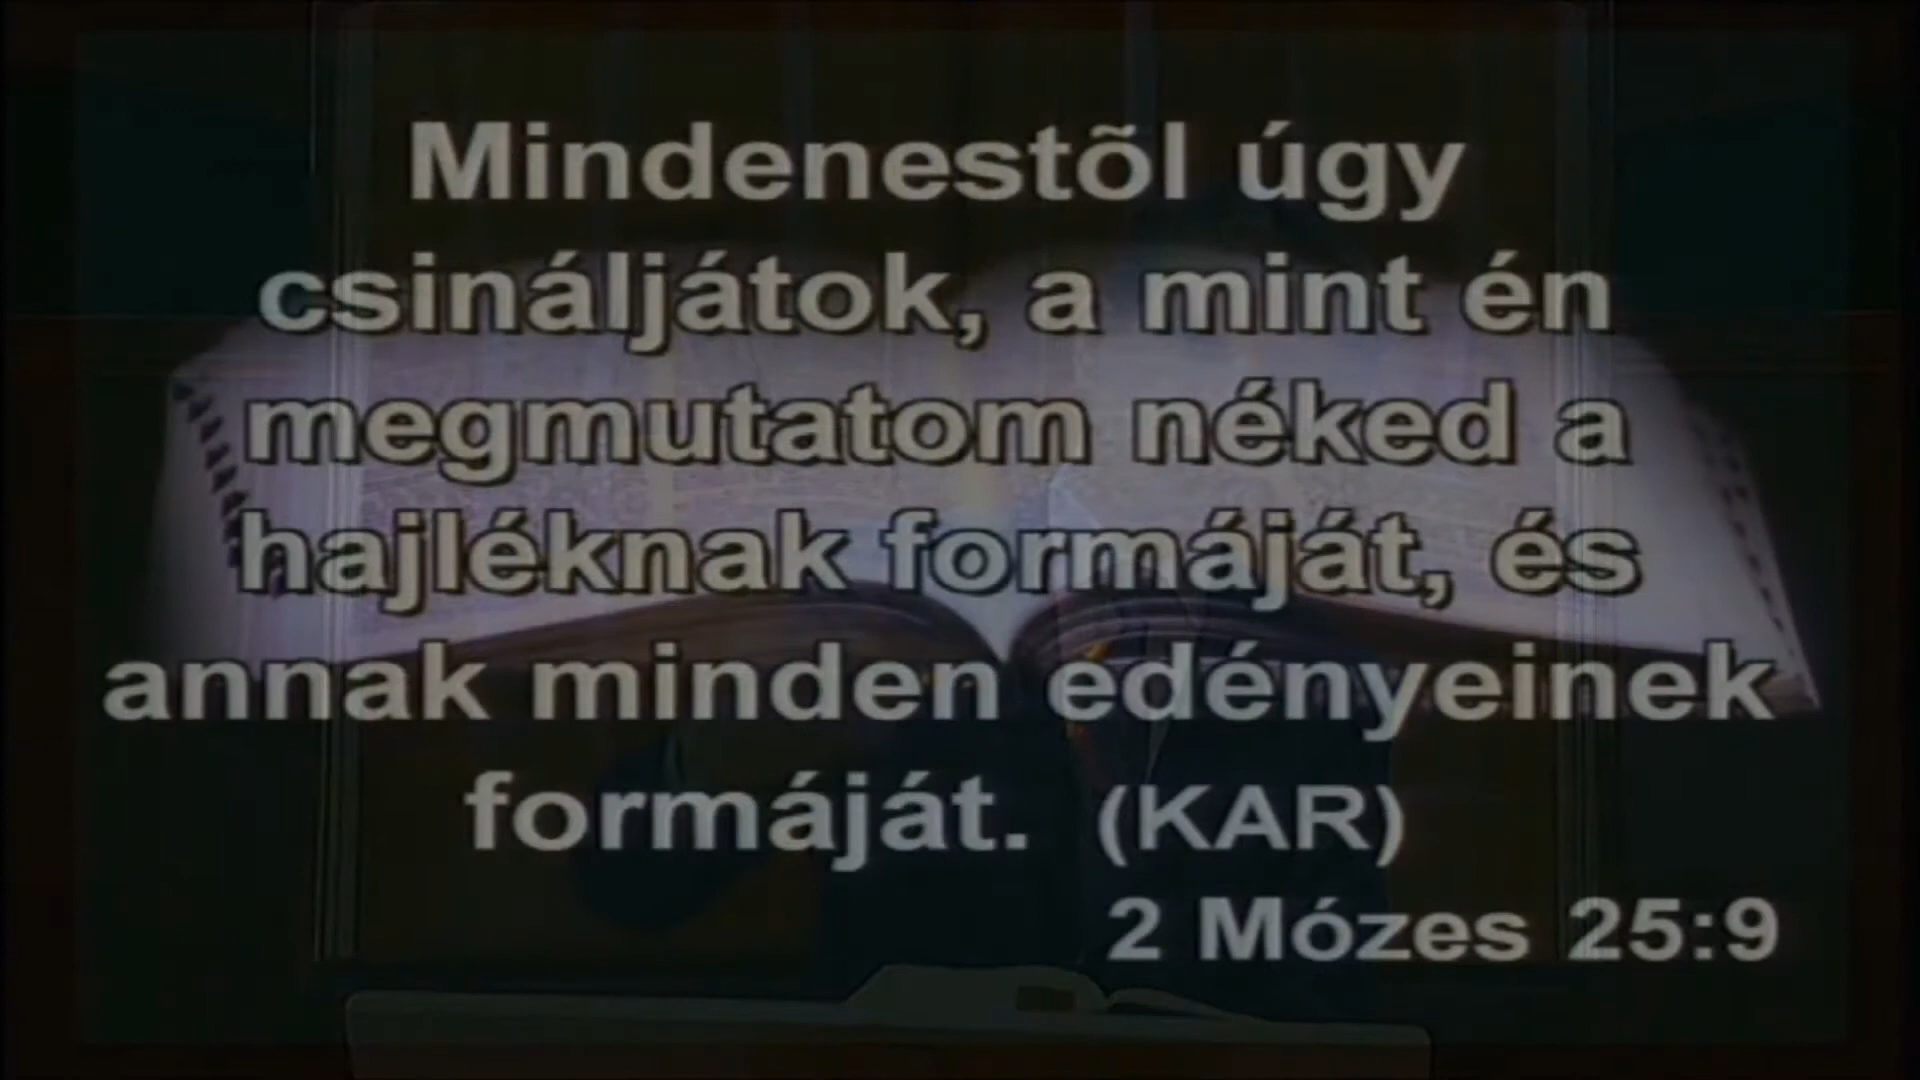 Mindenestõl úgy
csináljátok, a mint én
megmutatom néked a
hajléknak formáját, és
annak minden edényeinek
formáját. (KAR)
2 Mózes 25:9